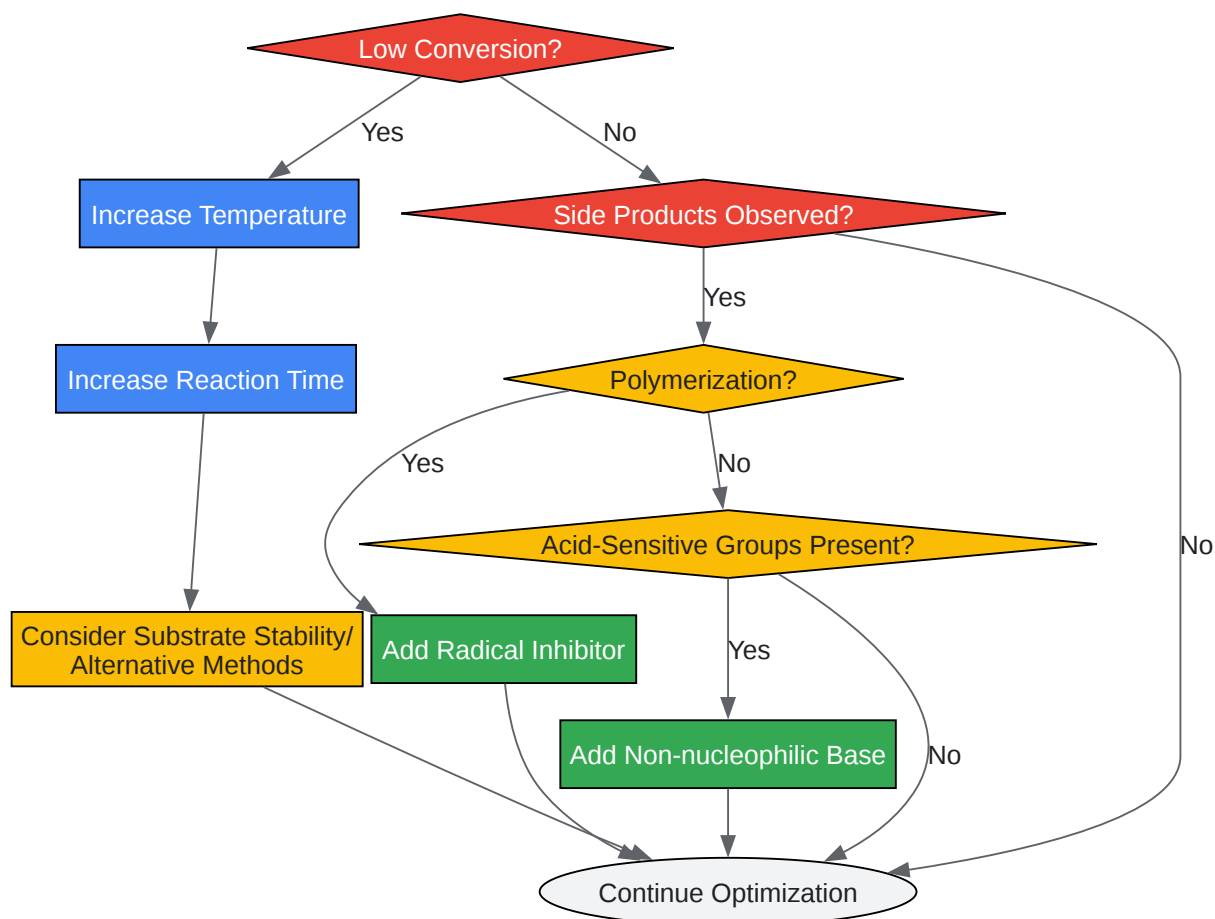 Low Conversion?
Yes
No
Increase Temperature
Side Products Observed?
Yes
Increase Reaction Time
Polymerization?
Yes
No
Acid-Sensitive Groups Present?
No
Consider Substrate Stability/
Alternative Methods
Add Radical Inhibitor
Yes
Add Non-nucleophilic Base
No
Continue Optimization